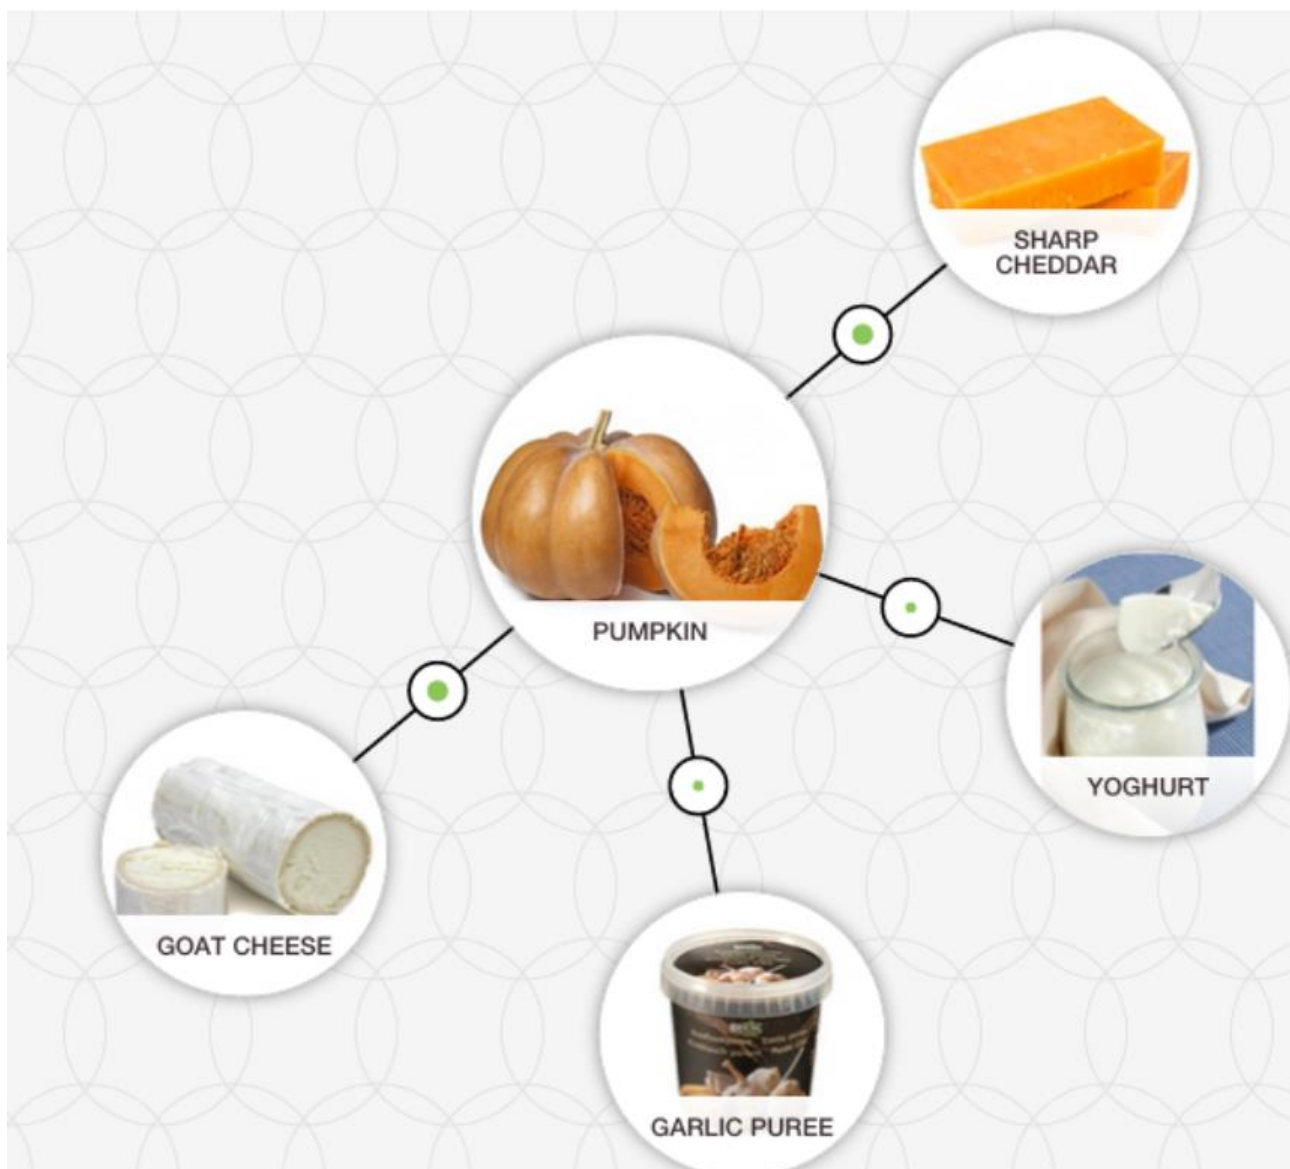 SHARP
CHEDDAR
PUMPKIN
YOGHURT
GOAT CHEESE
GARLIC PUREE